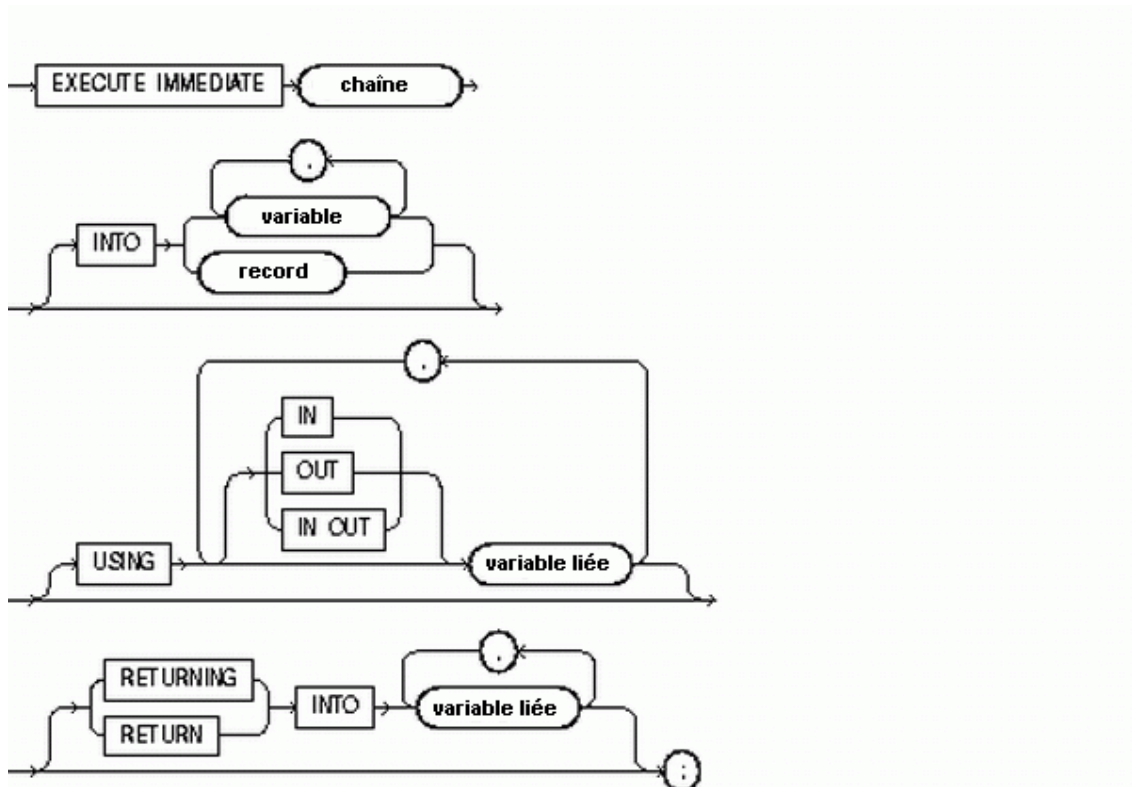 EXECUTE IMMEDIATE chaîne
,
variable
INTO
record
,
IN
OUT
IN OUT
USING variable liée
,
RETURNING
INTO variable liée
RETURN
;